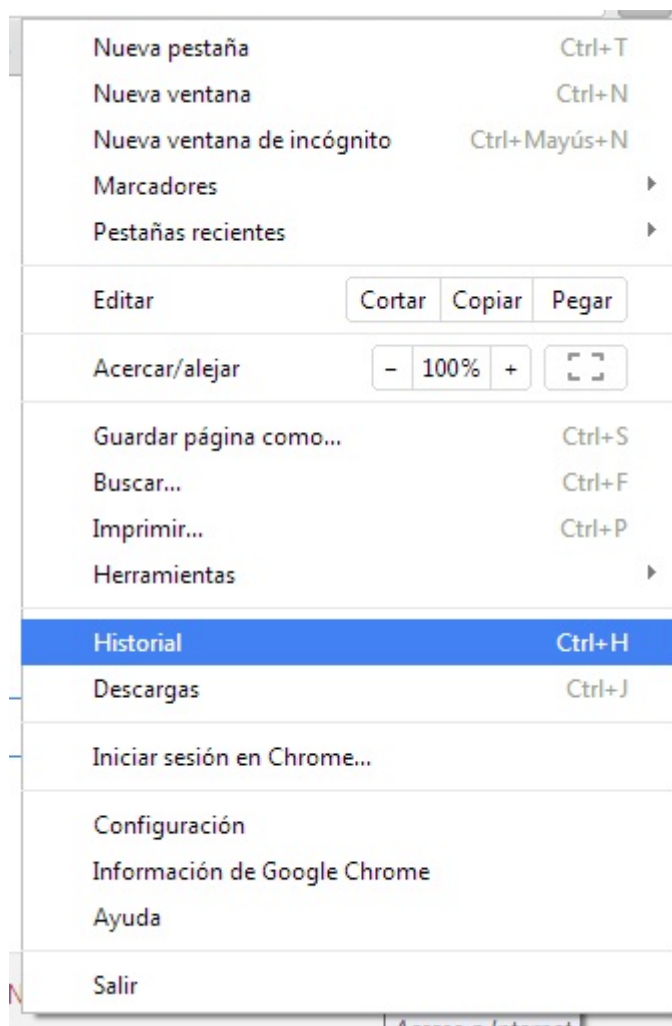 Nueva pestaña Ctrl+T
Nueva ventana Ctrl+N
Nueva ventana de incógnito Ctrl+Mayús+N
Marcadores
Pestañas recientes
Editar Cortar Copiar Pegar
Acercar/alejar - 100% +
Guardar página como... Ctrl+S
Buscar... Ctrl+F
Imprimir... Ctrl+P
Herramientas
Historial Ctrl+H
Descargas Ctrl+J
Iniciar sesión en Chrome...
Configuración
Información de Google Chrome
Ayuda
Salir